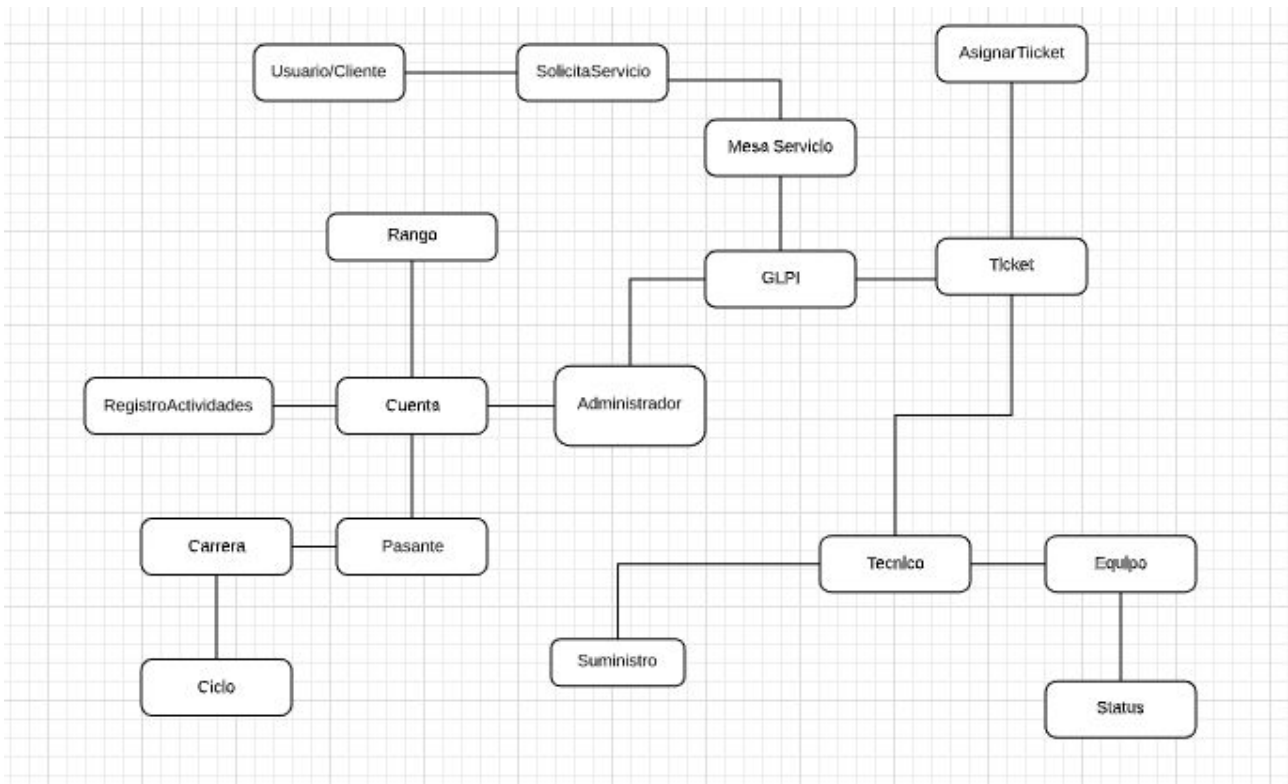 AsignarTiicket
Usuario/Cliente
SolicitaServicio
Mesa Servicio
Rango
GLPI
Ticket
RegistroActividades
Cuenta
Administrador
Carrera
Pasante
Tecnico
Equipo
Suministro
Ciclo
Status